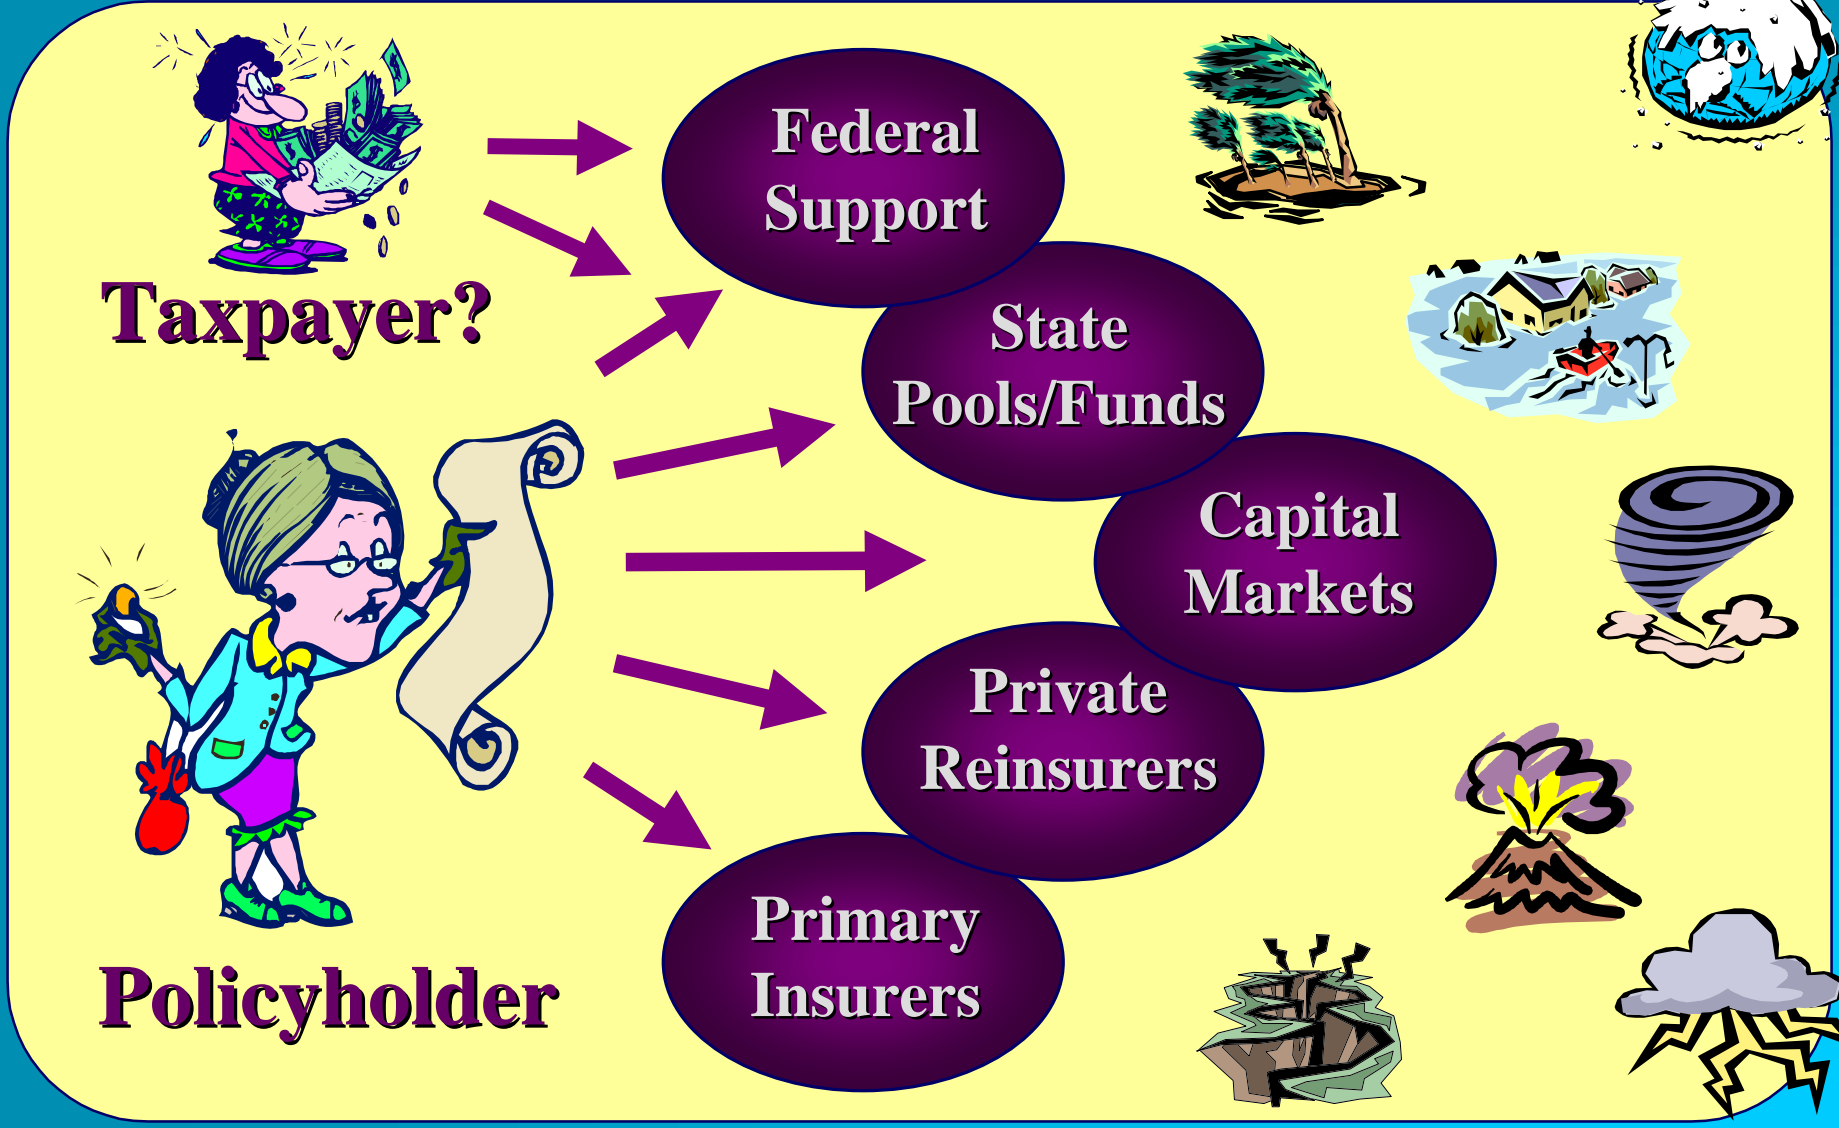 Federal
Support
Taxpayer?
State
Pools/Funds
Capital
Markets
Private
Reinsurers
Primary
Insurers
Policyholder